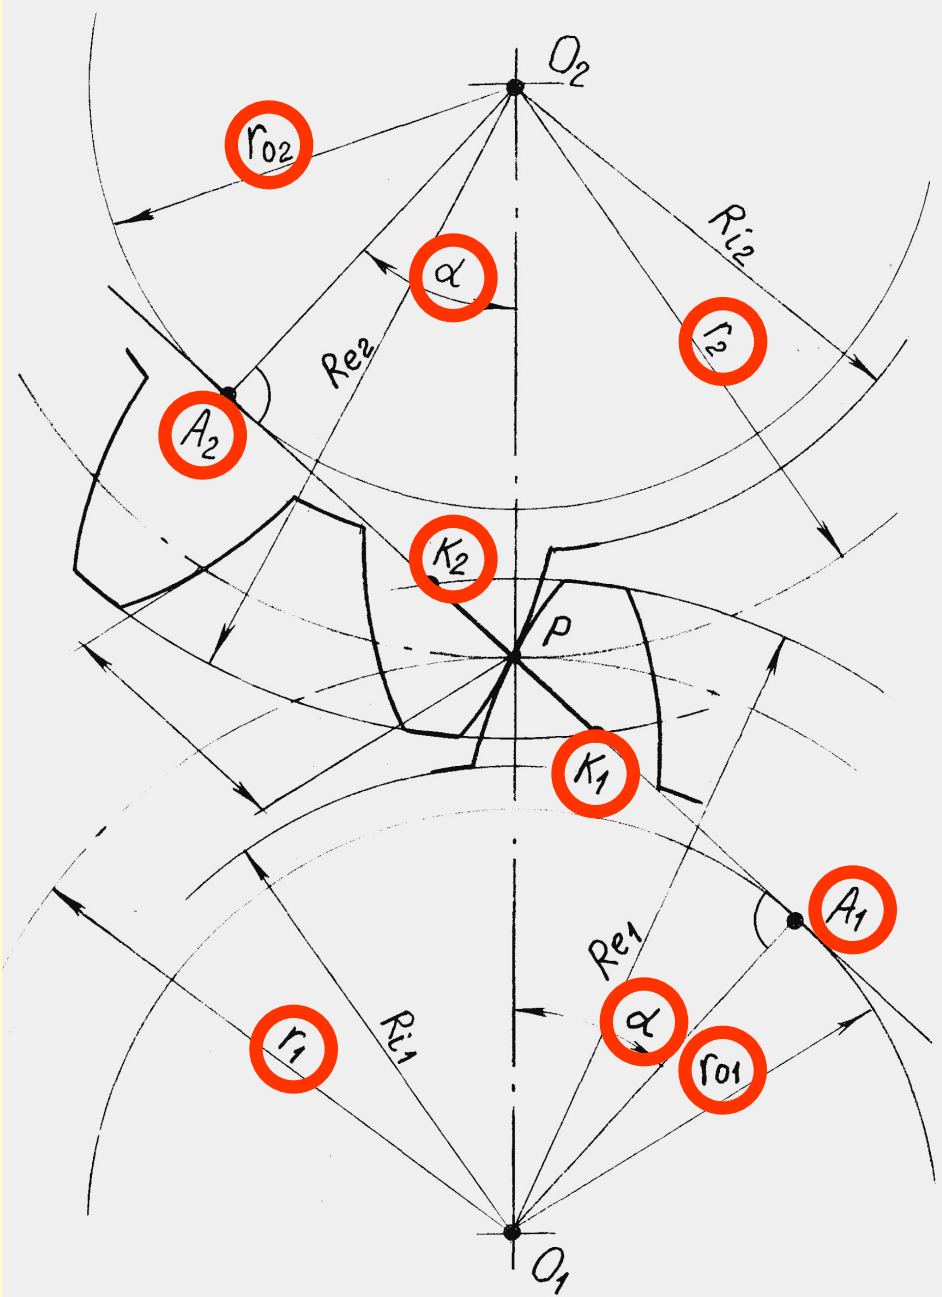 O₂
r₀₂
α
Ri2
r₂
Re2
A₂
K₂
P
K₁
A₁
Re1
α
r₁
Ri1
r₀₁
O₁